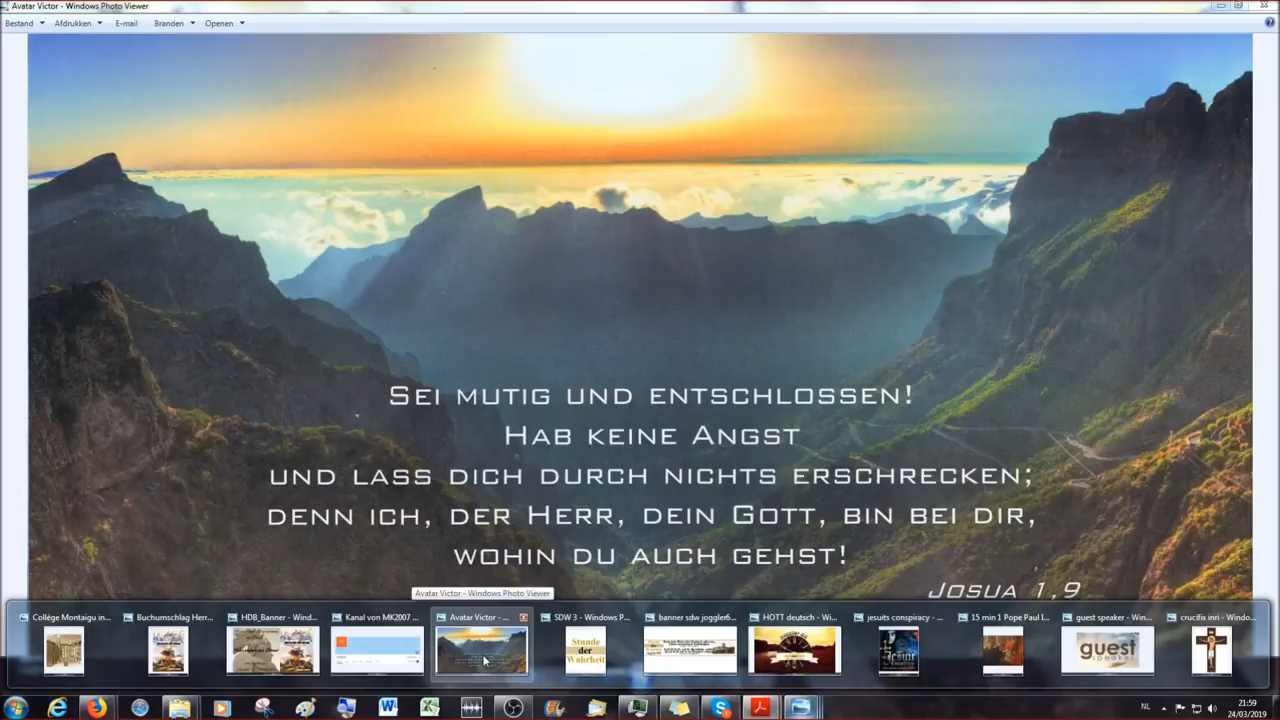 Avatar Victor - Windows Photo Viewer
Bestand Afdrukken E-mail Branden Openen
Sei mutig und entschlossen!
Hab keine Angst
und lass dich durch nichts erschrecken;
denn ich, der Herr, dein Gott, bin bei dir,
wohin du auch gehst!
Josua 1,9
Avatar Victor - Windows Photo Viewer
Collége Montaigu in... Buchumschlag Herr... HDB_Banner - Wind... Kanal von MK2007 ... Avatar Victor - ... SDW 3 - Windows P... banner sdw joggler6... HOTT deutsch - Wi... jesuits conspiracy - ... 15 min 1 Pope Paul I... guest speaker - Win... crucifix inri - Windo...
Stunde
der
Wahrheit
guest
NL 21:59
24/03/2019